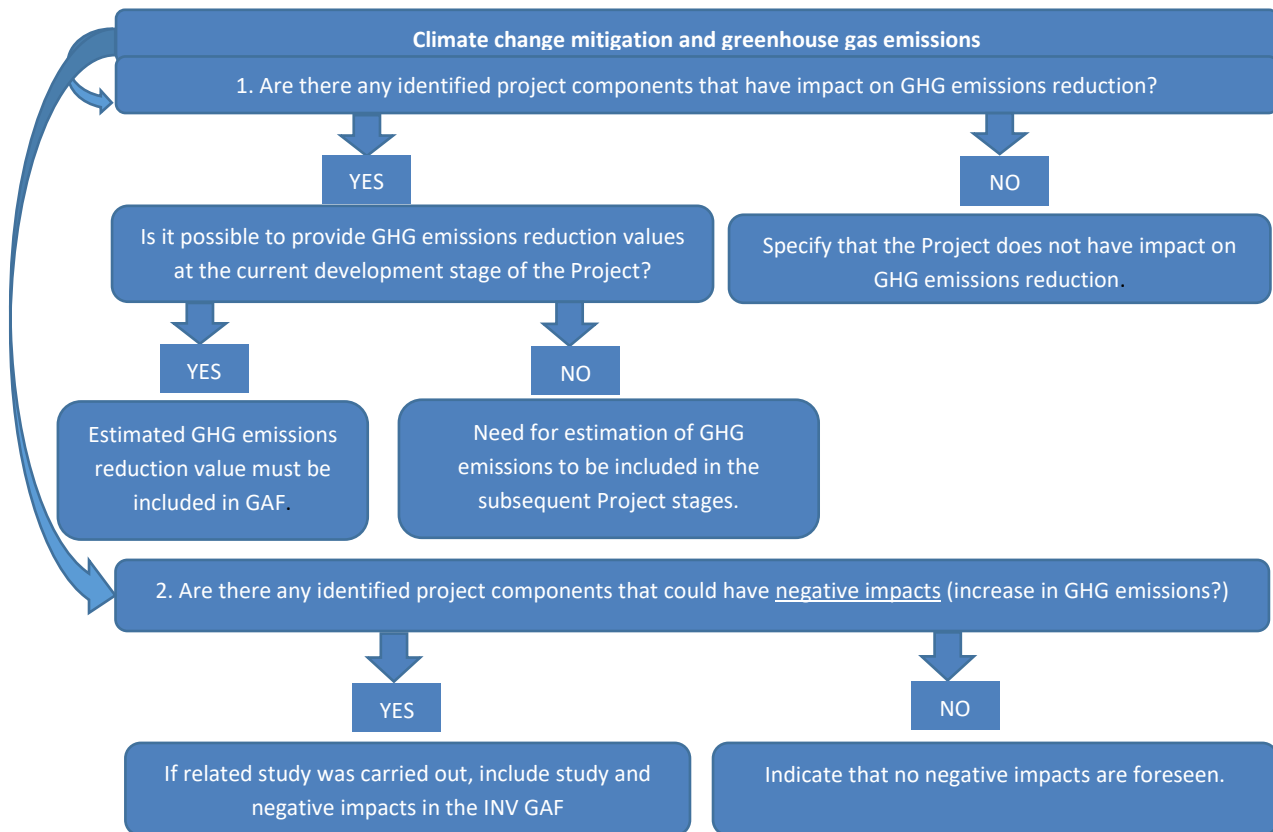 Climate change mitigation and greenhouse gas emissions
1. Are there any identified project components that have impact on GHG emissions reduction?
YES
NO
Is it possible to provide GHG emissions reduction values
at the current development stage of the Project?
Specify that the Project does not have impact on
GHG emissions reduction.
YES
NO
Estimated GHG emissions
reduction value must be
included in GAF.
Need for estimation of GHG
emissions to be included in the
subsequent Project stages.
2. Are there any identified project components that could have negative impacts (increase in GHG emissions?)
YES
NO
If related study was carried out, include study and
negative impacts in the INV GAF
Indicate that no negative impacts are foreseen.